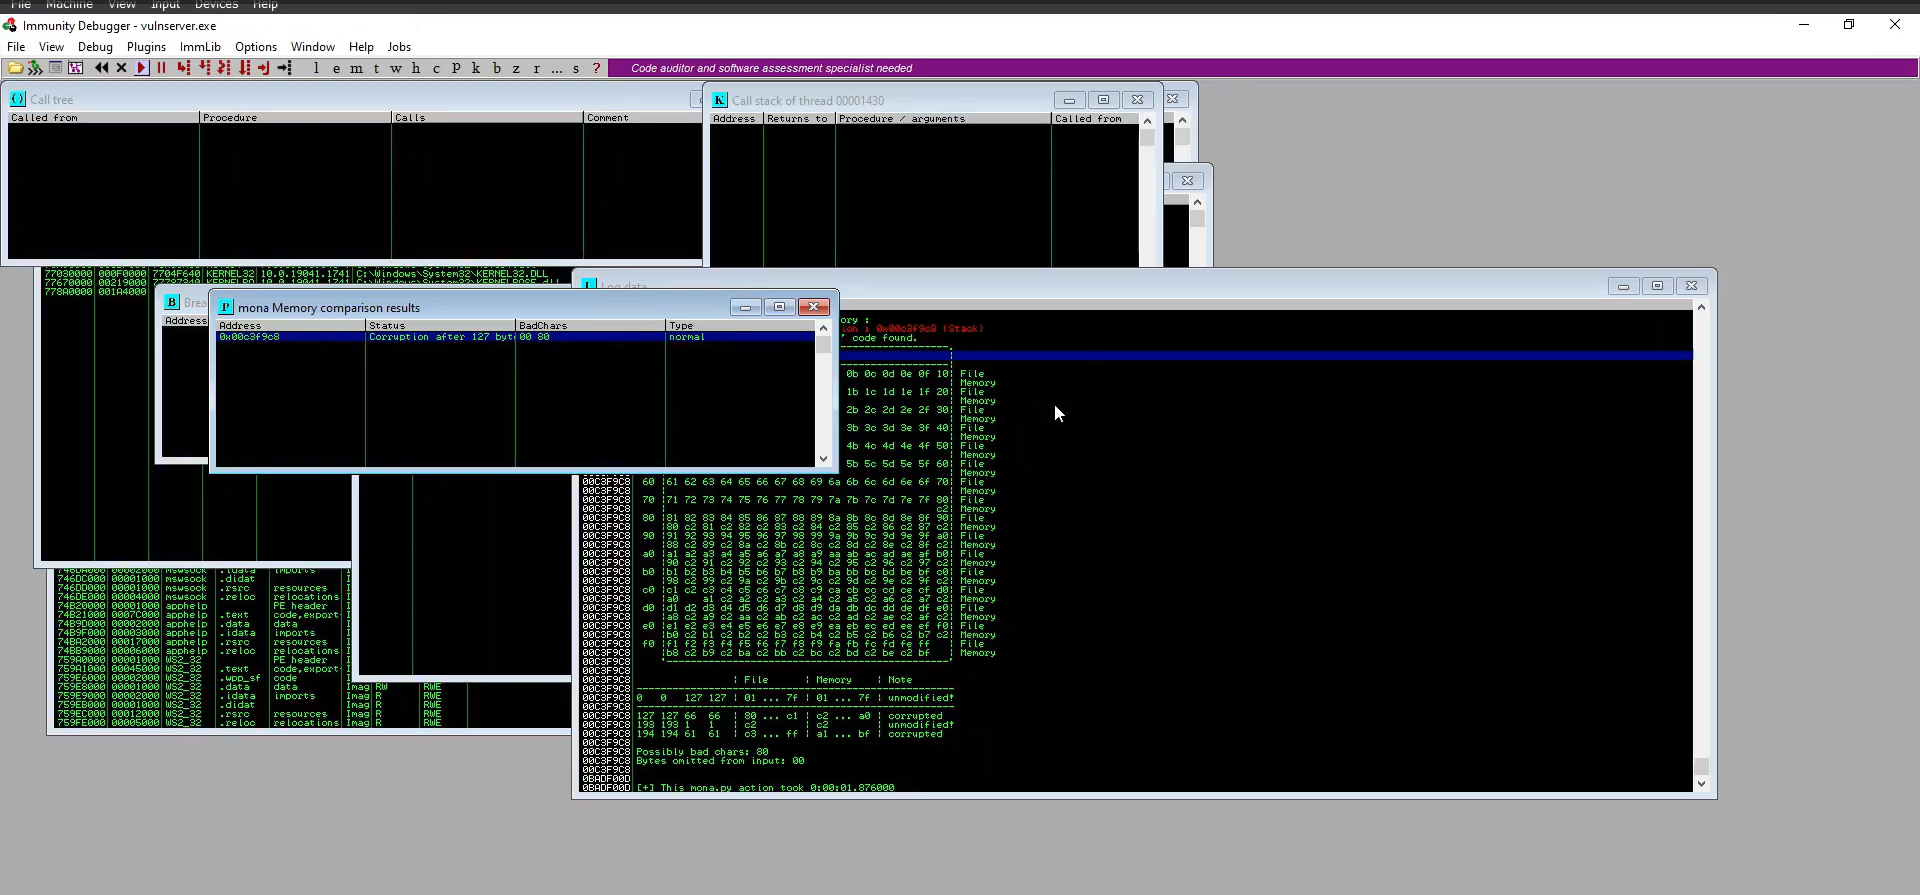 File Machine View Input Devices Help
Immunity Debugger - vulnserver.exe
File View Debug Plugins ImmLib Options Window Help Jobs
l e m t w h c P k b z r ... s ? Code auditor and software assessment specialist needed
Call tree
Called from Procedure Calls Comment
K Call stack of thread 00001430
Address Returns to Procedure / arguments Called from
77030000 000F0000 7704F640 KERNEL32 10.0.19041.1741 C:\Windows\System32\KERNEL32.DLL
778A0000 001A4000
B Brea
Address
L Log data
P mona Memory comparison results
Address Status BadChars Type
0x00c3f9c8 Corruption after 127 byt 00 80 normal
ory :
ion : 0x00c3f9c8 (Stack)
' code found.
0b 0c 0d 0e 0f 10 File
Memory
1b 1c 1d 1e 1f 20 File
Memory
2b 2c 2d 2e 2f 30 File
Memory
3b 3c 3d 3e 3f 40 File
Memory
4b 4c 4d 4e 4f 50 File
Memory
5b 5c 5d 5e 5f 60 File
Memory
00C3F9C8 60 61 62 63 64 65 66 67 68 69 6a 6b 6c 6d 6e 6f 70 File
00C3F9C8 Memory
00C3F9C8 70 71 72 73 74 75 76 77 78 79 7a 7b 7c 7d 7e 7f 80 File
00C3F9C8 c2 Memory
00C3F9C8 80 81 82 83 84 85 86 87 88 89 8a 8b 8c 8d 8e 8f 90 File
00C3F9C8 80 c2 81 c2 82 c2 83 c2 84 c2 85 c2 86 c2 87 c2 Memory
00C3F9C8 90 91 92 93 94 95 96 97 98 99 9a 9b 9c 9d 9e 9f a0 File
00C3F9C8 88 c2 89 c2 8a c2 8b c2 8c c2 8d c2 8e c2 8f c2 Memory
00C3F9C8 a0 a1 a2 a3 a4 a5 a6 a7 a8 a9 aa ab ac ad ae af b0 File
00C3F9C8 90 c2 91 c2 92 c2 93 c2 94 c2 95 c2 96 c2 97 c2 Memory
00C3F9C8 b0 b1 b2 b3 b4 b5 b6 b7 b8 b9 ba bb bc bd be bf c0 File
00C3F9C8 98 c2 99 c2 9a c2 9b c2 9c c2 9d c2 9e c2 9f c2 Memory
00C3F9C8 c0 c1 c2 c3 c4 c5 c6 c7 c8 c9 ca cb cc cd ce cf d0 File
00C3F9C8 a0 a1 c2 a2 c2 a3 c2 a4 c2 a5 c2 a6 c2 a7 c2 Memory
00C3F9C8 d0 d1 d2 d3 d4 d5 d6 d7 d8 d9 da db dc dd de df e0 File
00C3F9C8 a8 c2 a9 c2 aa c2 ab c2 ac c2 ad c2 ae c2 af c2 Memory
00C3F9C8 e0 e1 e2 e3 e4 e5 e6 e7 e8 e9 ea eb ec ed ee ef f0 File
00C3F9C8 b0 c2 b1 c2 b2 c2 b3 c2 b4 c2 b5 c2 b6 c2 b7 c2 Memory
00C3F9C8 f0 f1 f2 f3 f4 f5 f6 f7 f8 f9 fa fb fc fd fe ff File
00C3F9C8 b8 c2 b9 c2 ba c2 bb c2 bc c2 bd c2 be c2 bf Memory
00C3F9C8 | File | Memory | Note
00C3F9C8 0 0 127 127 | 01 ... 7f | 01 ... 7f | unmodified!
00C3F9C8 127 127 66 66 | 80 ... c1 | c2 ... a0 | corrupted
00C3F9C8 193 193 1 1 | c2 | c2 | unmodified!
00C3F9C8 194 194 61 61 | c3 ... ff | a1 ... bf | corrupted
00C3F9C8 Possibly bad chars: 80
00C3F9C8 Bytes omitted from input: 00
0BADF00D [+] This mona.py action took 0:00:01.876000
746DC000 00001000 mswsock .didat I
746DD000 00001000 mswsock .rsrc resources I
746DE000 00004000 mswsock .reloc relocations I
74B20000 00001000 apphelp PE header I
74B21000 0007C000 apphelp .text code,export I
74B9D000 00002000 apphelp .data data I
74B9F000 00003000 apphelp .idata imports I
74BA2000 00017000 apphelp .rsrc resources I
74BB9000 00006000 apphelp .reloc relocations I
759A0000 00001000 WS2_32 PE header I
759A1000 00045000 WS2_32 .text code,export I
759E6000 00002000 WS2_32 .wpp_sf code I
759E8000 00001000 WS2_32 .data data Imag RW RWE
759E9000 00002000 WS2_32 .idata imports Imag R RWE
759EB000 00001000 WS2_32 .didat Imag R RWE
759EC000 00012000 WS2_32 .rsrc resources Imag R RWE
759FE000 00005000 WS2_32 .reloc relocations Imag R RWE